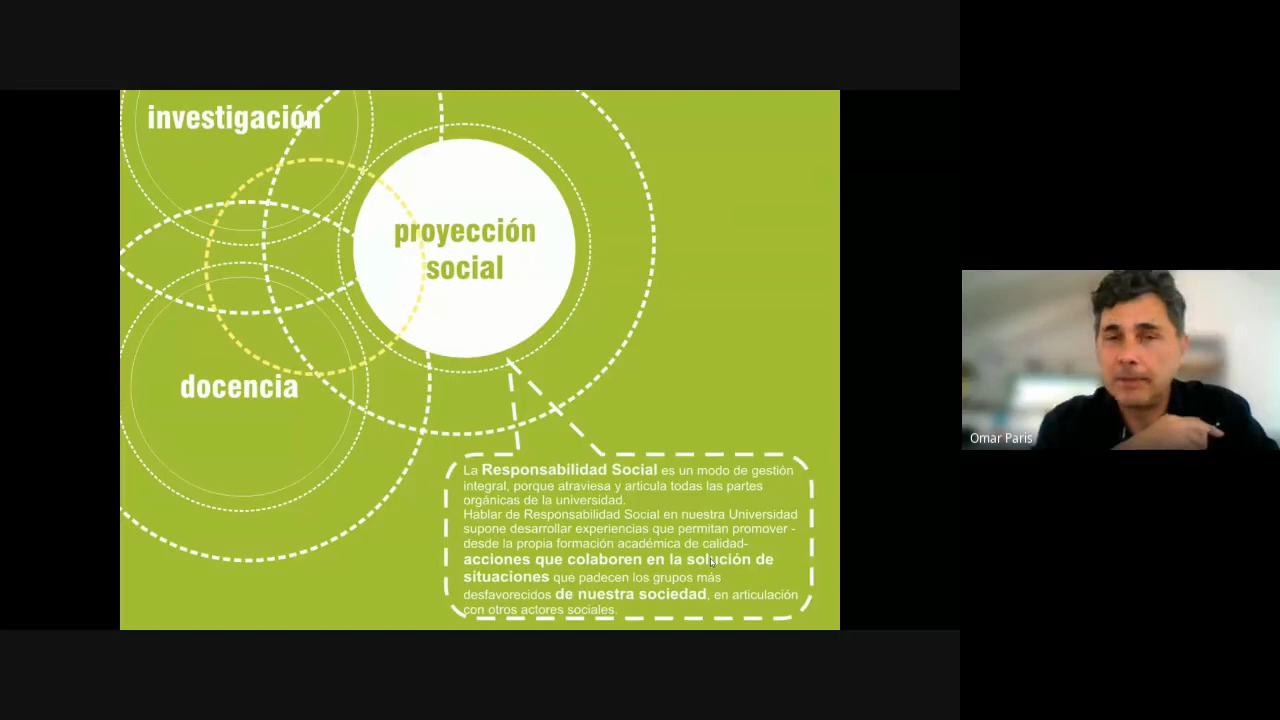 investigación
proyección
social
docencia
La Responsabilidad Social es un modo de gestión
integral, porque atraviesa y articula todas las partes
orgánicas de la universidad.
Hablar de Responsabilidad Social en nuestra Universidad
supone desarrollar experiencias que permitan promover -
desde la propia formación académica de calidad-
acciones que colaboren en la solución de
situaciones que padecen los grupos más
desfavorecidos de nuestra sociedad, en articulación
con otros actores sociales.
Omar Paris